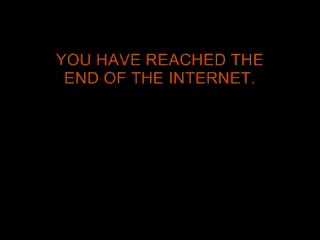 YOU HAVE REACHED THE
END OF THE INTERNET.